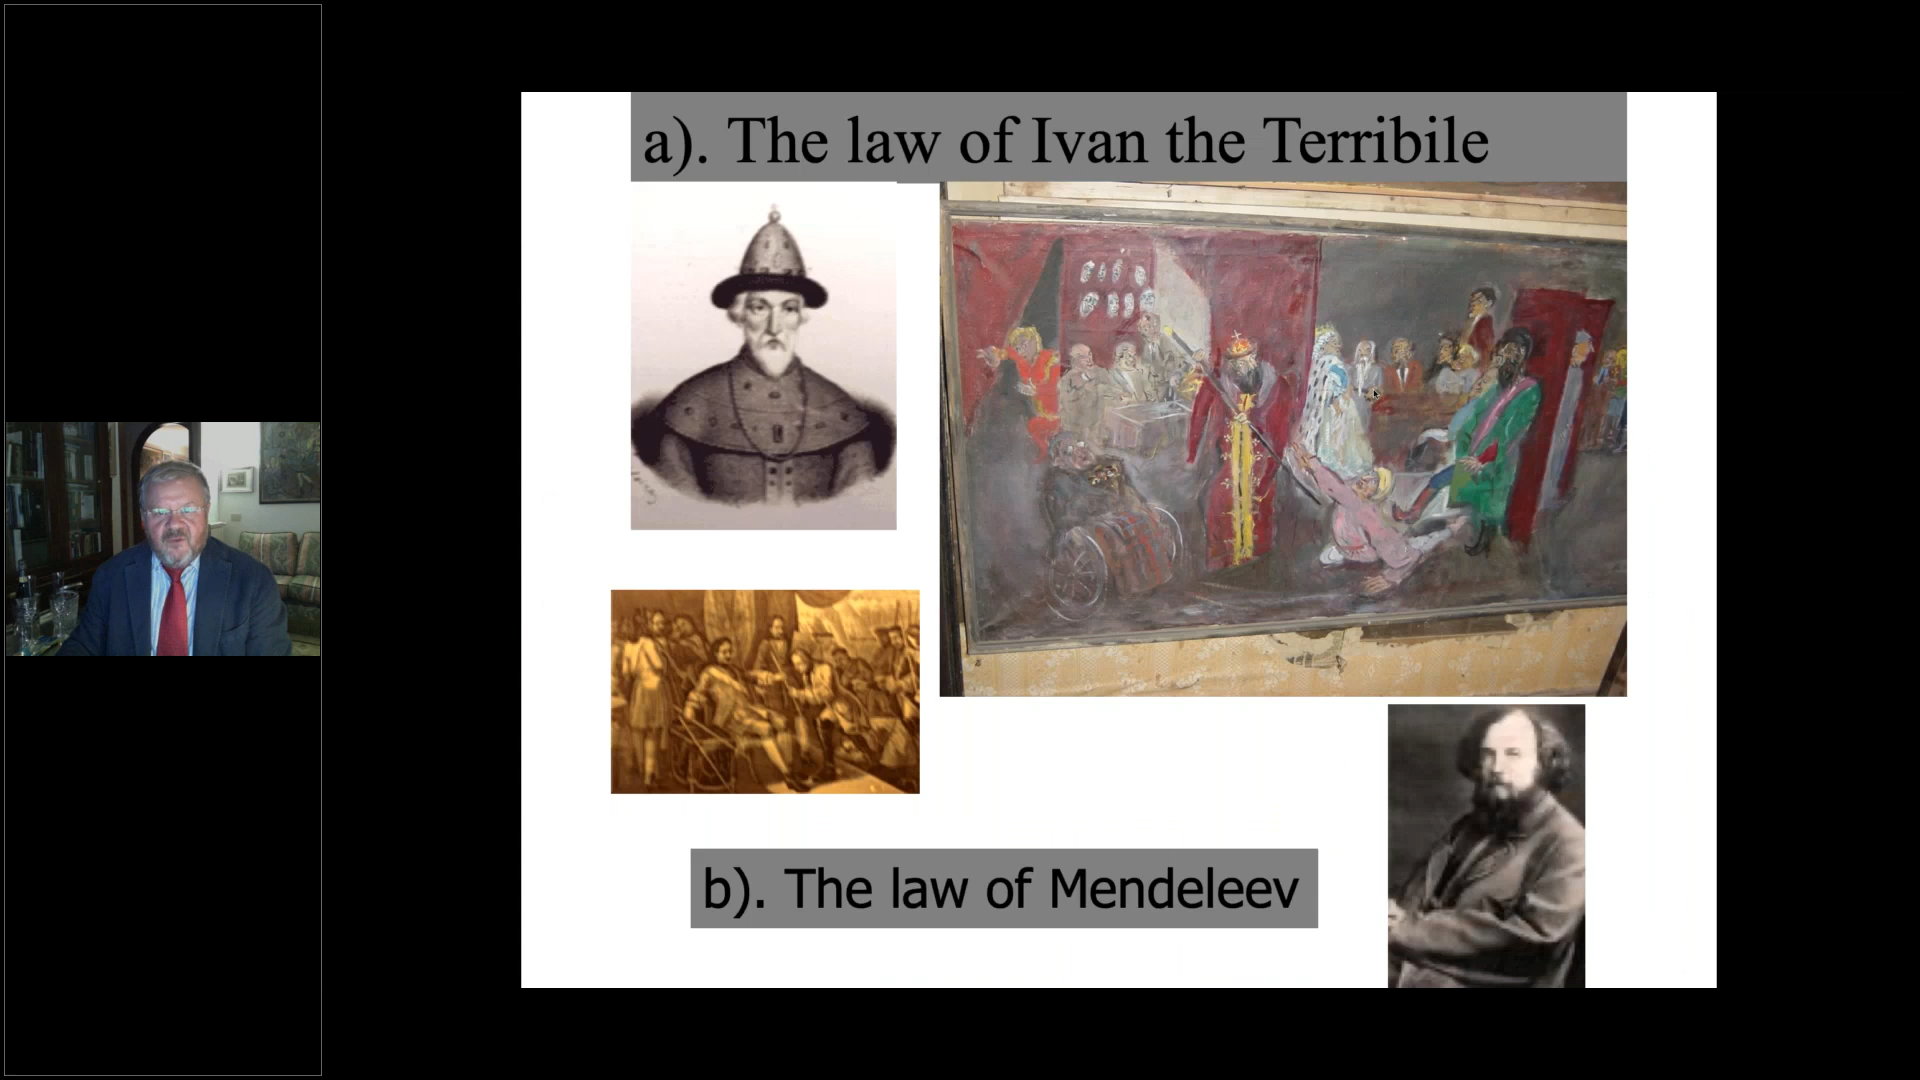 a). The law of Ivan the Terribile
b). The law of Mendeleev